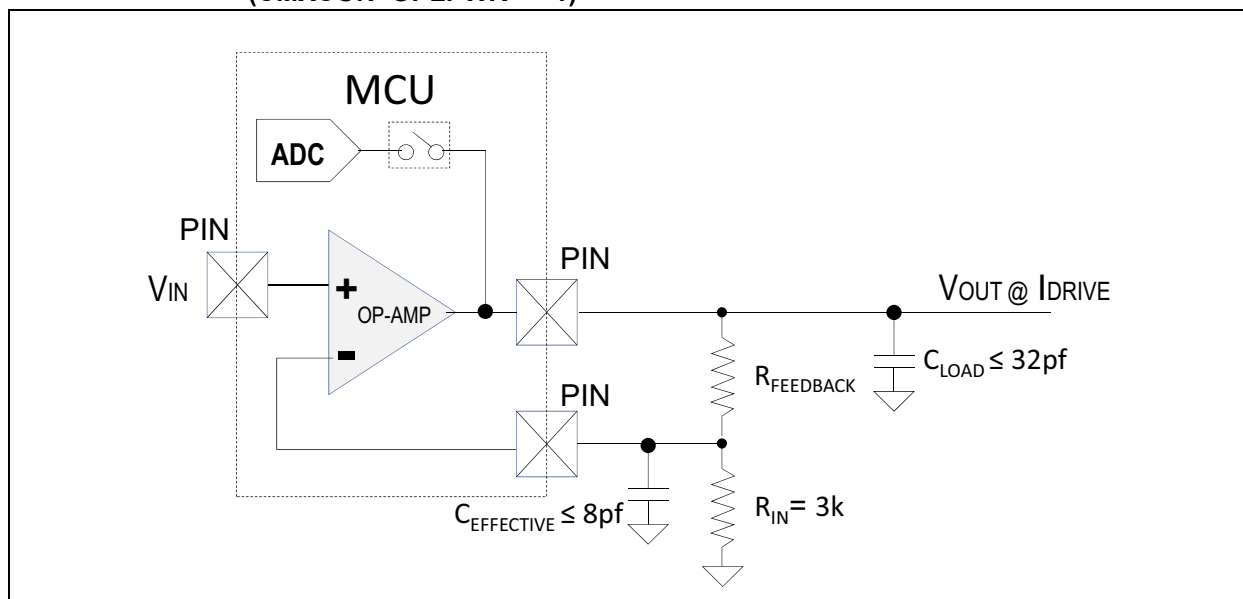 MCU
ADC
PIN
VIN
+
OP-AMP
-
PIN
VOUT @ IDRIVE
RFEEDBACK
CLOAD ≤ 32pf
PIN
CEFFECTIVE ≤ 8pf
RIN= 3k